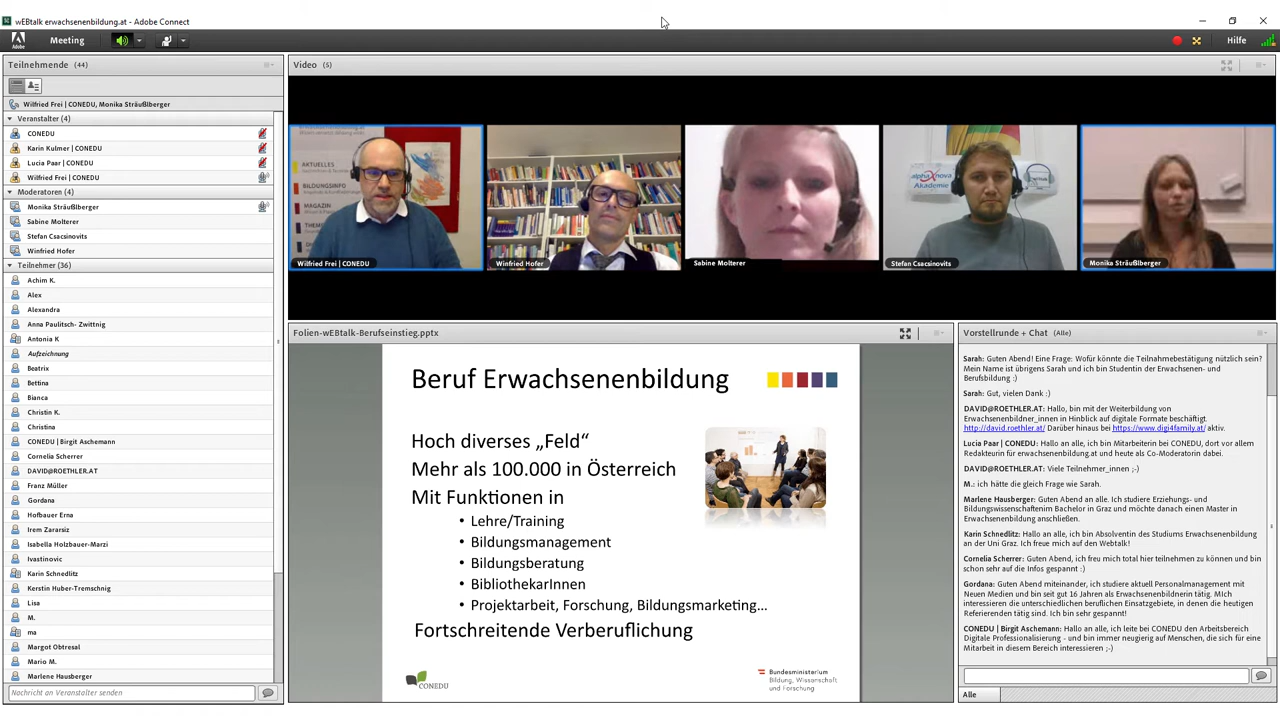 wEBtalk erwachsenenbildung.at - Adobe Connect
Adobe
Meeting
Hilfe
Teilnehmende (44)
Wilfried Frei | CONEDU, Monika Sträußlberger
Veranstalter (4)
CONEDU
Karin Kulmer | CONEDU
Lucia Paar | CONEDU
Wilfried Frei | CONEDU
Moderatoren (4)
Monika Sträußlberger
Sabine Molterer
Stefan Csacsinovits
Winfried Hofer
Teilnehmer (36)
Achim K.
Alex
Alexandra
Anna Paulitsch- Zwittnig
Antonia K
Aufzeichnung
Beatrix
Bettina
Bianca
Christin K.
Christina
CONEDU | Birgit Aschemann
Cornelia Scherrer
DAVID@ROETHLER.AT
Franz Müller
Gordana
Hofbauer Erna
Irem Zararsiz
Isabella Holzbauer-Marzi
Ivastinovic
Karin Schnedlitz
Kerstin Huber-Tremschnig
Lisa
M.
ma
Margot Obtresal
Mario M.
Marlene Hausberger
Nachricht an Veranstalter senden
Video (5)
AKTUELLES
BILDUNGSINFO
MAGAZIN
Wilfried Frei | CONEDU
Winfried Hofer
Sabine Molterer
alpha nova
Akademie
Stefan Csacsinovits
Monika Sträußlberger
Folien-wEBtalk-Berufseinstieg.pptx
Beruf Erwachsenenbildung
Hoch diverses „Feld“
Mehr als 100.000 in Österreich
Mit Funktionen in
• Lehre/Training
• Bildungsmanagement
• Bildungsberatung
• BibliothekarInnen
• Projektarbeit, Forschung, Bildungsmarketing...
Fortschreitende Verberuflichung
CONEDU
Bundesministerium
Bildung, Wissenschaft
und Forschung
Vorstellrunde + Chat (Alle)
Sarah: Guten Abend! Eine Frage: Wofür könnte die Teilnahmebestätigung nützlich sein?
Mein Name ist übrigens Sarah und ich bin Studentin der Erwachsenen- und
Berufsbildung :)
Sarah: Gut, vielen Dank :)
DAVID@ROETHLER.AT: Hallo, bin mit der Weiterbildung von
Erwachsenenbildner_innen in Hinblick auf digitale Formate beschäftigt.
http://david.roethler.at/ Darüber hinaus bei https://www.digi4family.at/ aktiv.
Lucia Paar | CONEDU: Hallo an alle, ich bin Mitarbeiterin bei CONEDU, dort vor allem
Redakteurin für erwachsenenbildung.at und heute als Co-Moderatorin dabei.
DAVID@ROETHLER.AT: Viele Teilnehmer_innen ;-)
M.: ich hätte die gleich Frage wie Sarah.
Marlene Hausberger: Guten Abend an alle. Ich studiere Erziehungs- und
Bildungswissenschaftenim Bachelor in Graz und möchte danach einen Master in
Erwachsenenbildung anschließen.
Karin Schnedlitz: Hallo an alle, ich bin Absolventin des Studiums Erwachsenenbildung
an der Uni Graz. Ich freue mich auf den Webtalk!
Cornelia Scherrer: Guten Abend, ich freu mich total hier teilnehmen zu können und bin
schon sehr auf die Infos gespannt :)
Gordana: Guten Abend miteinander, ich studiere aktuell Personalmanagement mit
Neuen Medien und bin seit gut 16 Jahren als Erwachsenenbildnerin tätig. MIch
interessieren die unterschiedlichen beruflichen Einsatzgebiete, in denen die heutigen
Referierenden tätig sind. Ich bin sehr gespannt!
CONEDU | Birgit Aschemann: Hallo an alle, ich leite bei CONEDU den Arbeitsbereich
Digitale Professionalisierung - und bin immer neugierig auf Menschen, die sich für eine
Mitarbeit in diesem Bereich interessieren ;-)
Alle